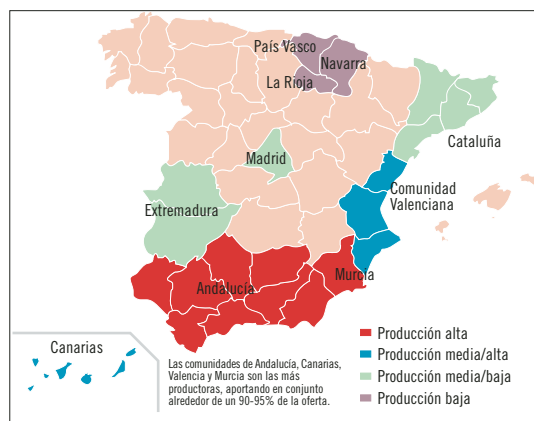 País Vasco
Navarra
La Rioja
Cataluña
Madrid
Comunidad
Valenciana
Extremadura
Murcia
Andalucía
Canarias
Las comunidades de Andalucía, Canarias,
Valencia y Murcia son las más
productoras, aportando en conjunto
alrededor de un 90-95% de la oferta.
Producción alta
Producción media/alta
Producción media/baja
Producción baja